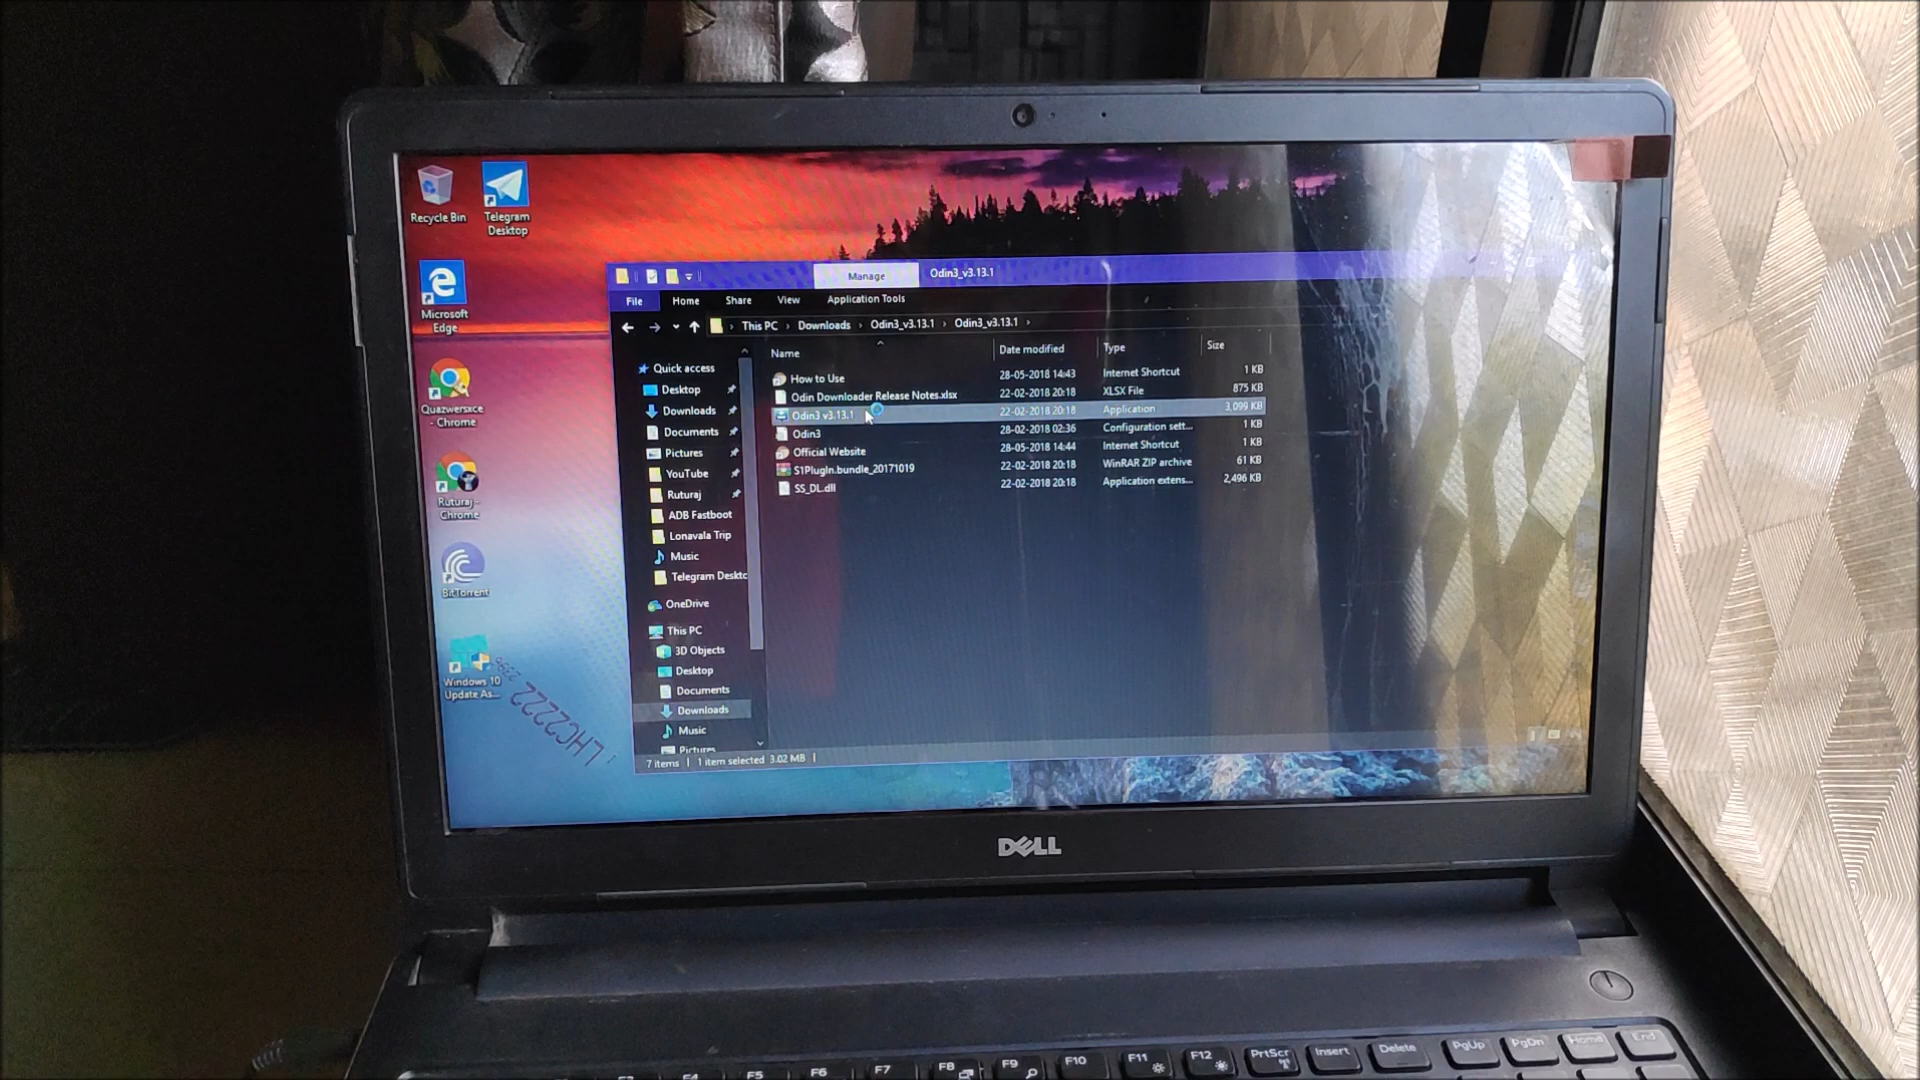 Recycle Bin
Telegram
Desktop
Microsoft
Edge
Quazwersxce
- Chrome
Ruturaj -
Chrome
BitTorrent
Windows 10
Update As...
LHC2222
Manage
Odin3_v3.13.1
File
Home
Share
View
Application Tools
This PC
Downloads
Odin3_v3.13.1
Odin3_v3.13.1
Name
Date modified
Type
Size
How to Use
28-05-2018 14:43
Internet Shortcut
1 KB
Odin Downloader Release Notes.xlsx
22-02-2018 20:18
XLSX File
875 KB
Odin3 v3.13.1
22-02-2018 20:18
Application
3,099 KB
Odin3
28-02-2018 02:36
Configuration sett...
1 KB
Official Website
28-05-2018 14:44
Internet Shortcut
1 KB
S1PlugIn.bundle_20171019
22-02-2018 20:18
WinRAR ZIP archive
61 KB
SS_DL.dll
22-02-2018 20:18
Application extens...
2,496 KB
Quick access
Desktop
Downloads
Documents
Pictures
YouTube
Ruturaj
ADB Fastboot
Lonavala Trip
Music
Telegram Desktc
OneDrive
This PC
3D Objects
Desktop
Documents
Downloads
Music
Pictures
7 items
1 item selected 3.02 MB
DELL
F4
F5
F6
F7
F8
F9
F10
F11
F12
PrtScr
Insert
Delete
PgUp
PgDn
Home
End